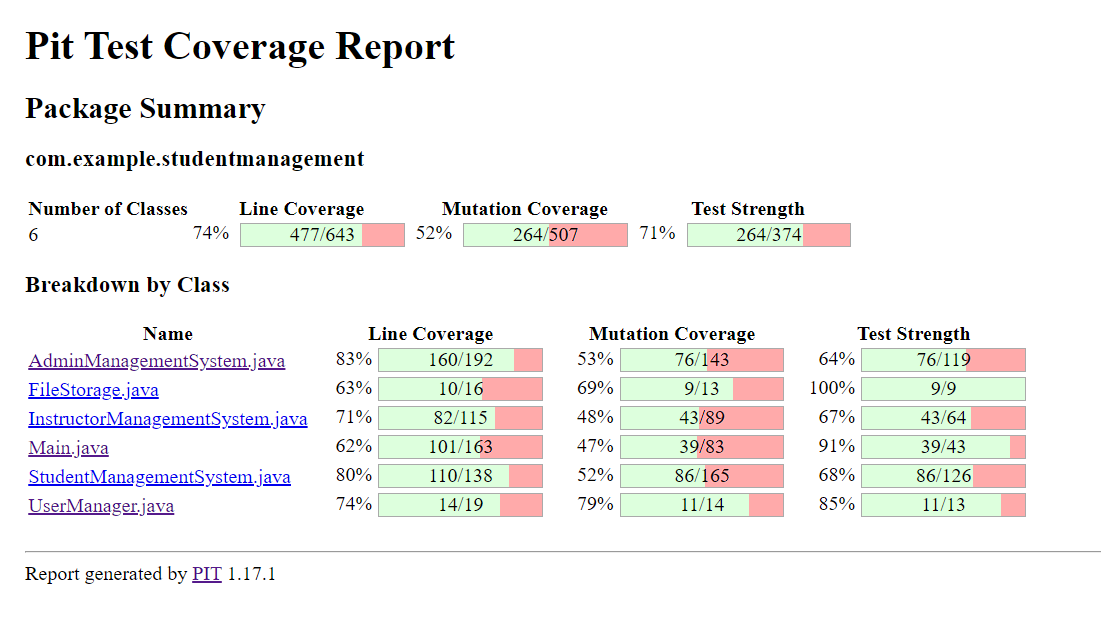 Pit Test Coverage Report
Package Summary
com.example.studentmanagement
Number of Classes Line Coverage Mutation Coverage Test Strength
6 74% 477/643 52% 264/507 71% 264/374
Breakdown by Class
Name Line Coverage Mutation Coverage Test Strength
AdminManagementSystem.java 83% 160/192 53% 76/143 64% 76/119
FileStorage.java 63% 10/16 69% 9/13 100% 9/9
InstructorManagementSystem.java 71% 82/115 48% 43/89 67% 43/64
Main.java 62% 101/163 47% 39/83 91% 39/43
StudentManagementSystem.java 80% 110/138 52% 86/165 68% 86/126
UserManager.java 74% 14/19 79% 11/14 85% 11/13
Report generated by PIT 1.17.1